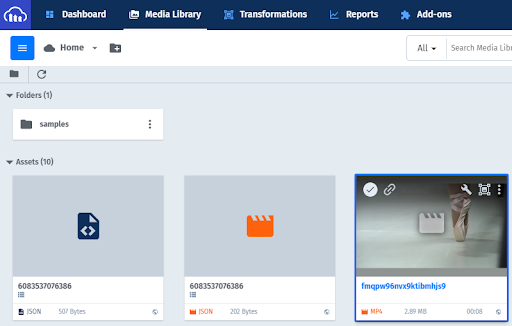 Dashboard Media Library Transformations Reports Add-ons
Home All Search Media Libr
Folders (1)
samples
Assets (10)
6083537076386 6083537076386 fmqpw96nvx9ktibmhjs9
JSON 507 Bytes JSON 202 Bytes MP4 2.89 MB 00:08